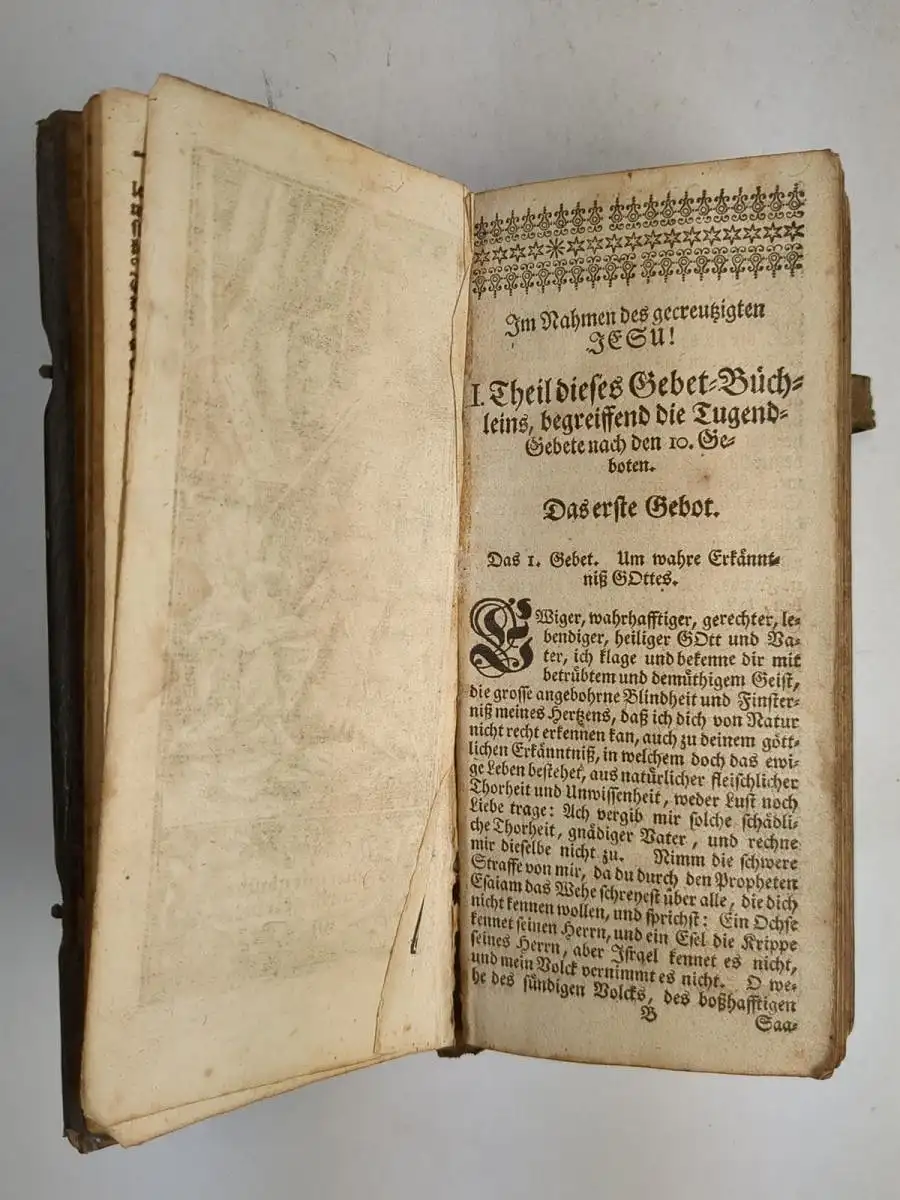 Im Nahmen des gecreutzigten
JESU!
I. Theil dieses Gebet-Büch-
leins, begreiffend die Tugend-
Gebete nach den 10. Ge-
boten.
Das erste Gebot.
Das 1. Gebet. Um wahre Erkännt-
niß GOttes.
EWiger, wahrhafftiger, gerechter, le-
bendiger, heiliger GOtt und Va-
ter, ich klage und bekenne dir mit
betrübtem und demüthigem Geist,
die grosse angebohrne Blindheit und Finster-
niß meines Hertzens, daß ich dich von Natur
nicht recht erkennen kan, auch zu deinem gött-
lichen Erkänntniß, in welchem doch das ewi-
ge Leben bestehet, aus natürlicher fleischlicher
Thorheit und Unwissenheit, weder Lust noch
Liebe trage: Ach vergib mir solche schädli-
che Thorheit, gnädiger Vater, und rechne
mir dieselbe nicht zu. Nimm die schwere
Straffe von mir, da du durch den Propheten
Esaiam das Wehe schreyest über alle, die dich
nicht kennen wollen, und sprichst: Ein Ochse
kennet seinen Herrn, und ein Esel die Krippe
seines Herrn, aber Israel kennet es nicht,
und mein Volck vernimmt es nicht. O we-
he des sündigen Volcks, des boßhafftigen
B
Saa-